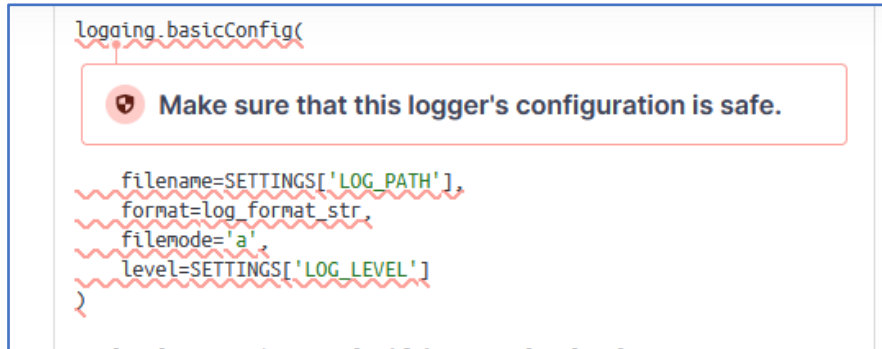 logging.basicConfig(
Make sure that this logger's configuration is safe.
filename=SETTINGS['LOG_PATH'],
format=log_format_str,
filemode='a',
level=SETTINGS['LOG_LEVEL']
)